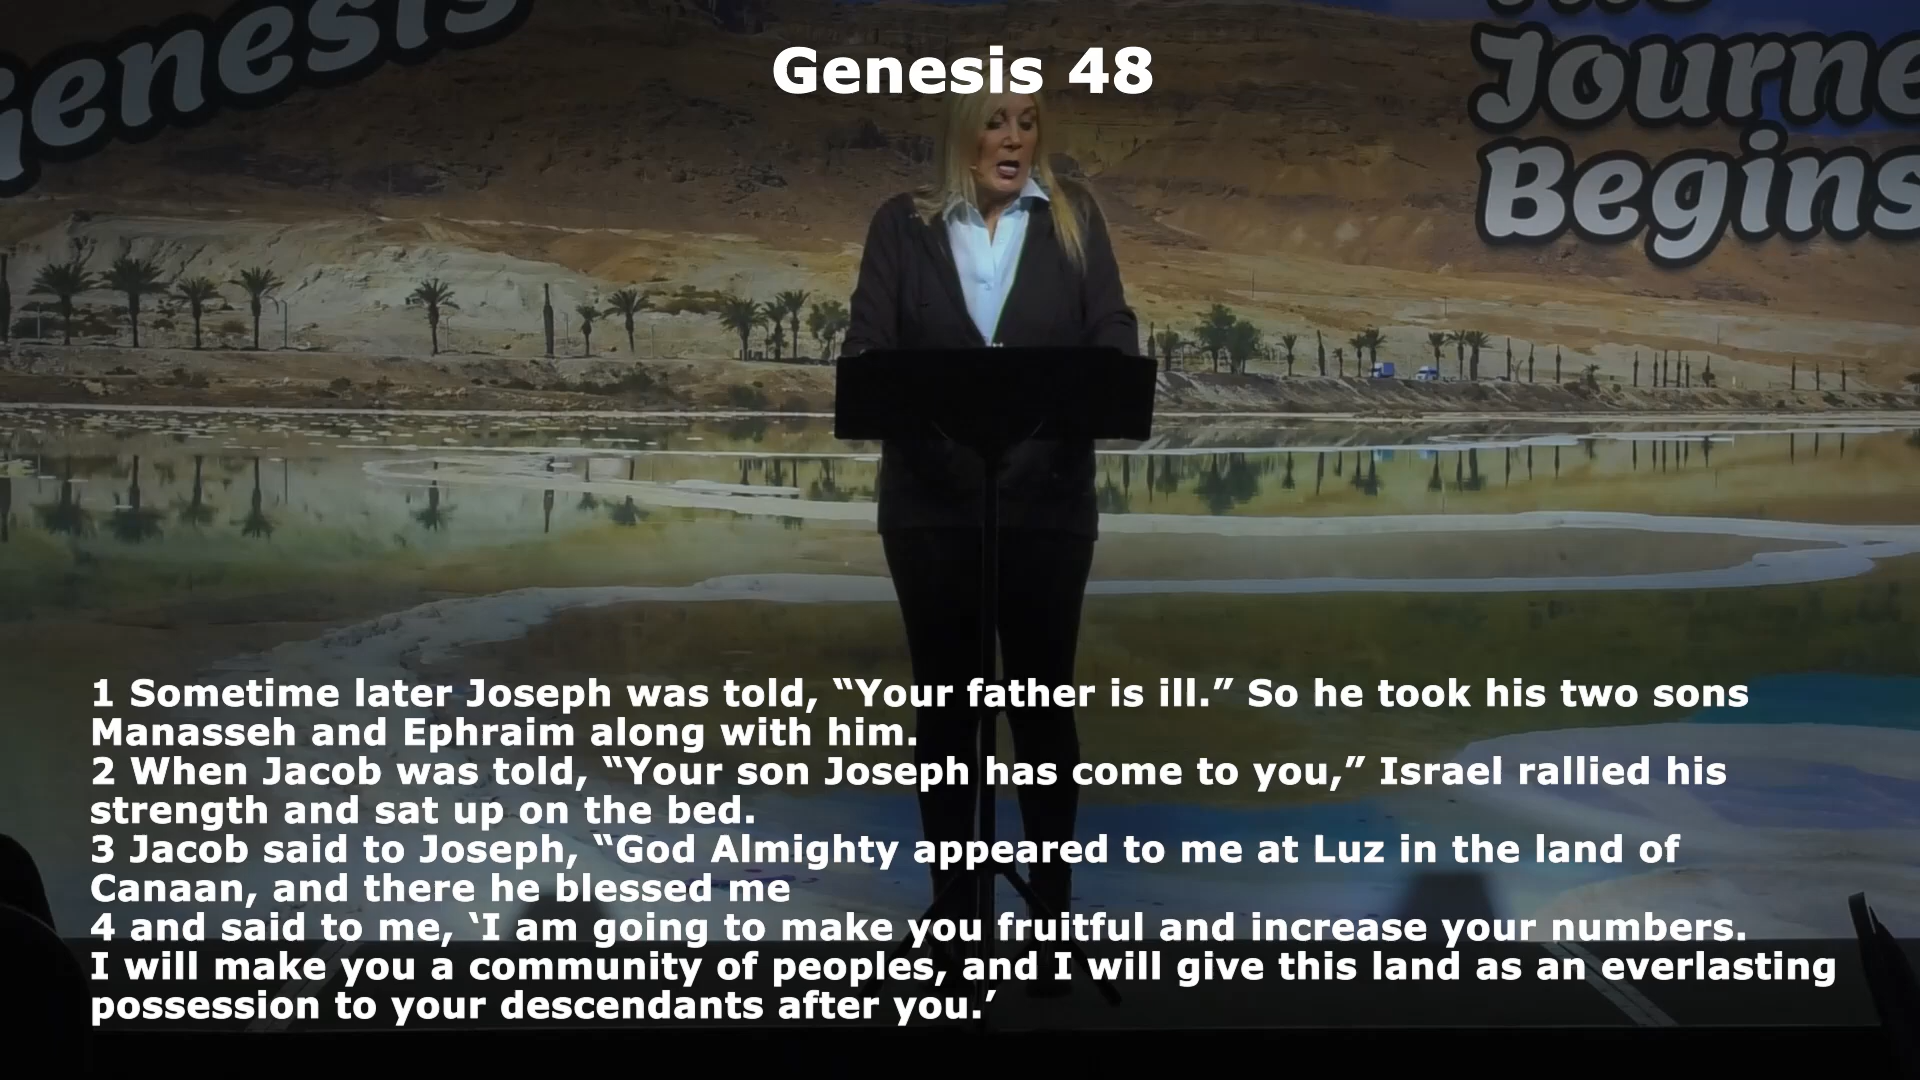 Genesis
Genesis 48
Journe
Begins
1 Sometime later Joseph was told, “Your father is ill.” So he took his two sons
Manasseh and Ephraim along with him.
2 When Jacob was told, “Your son Joseph has come to you,” Israel rallied his
strength and sat up on the bed.
3 Jacob said to Joseph, “God Almighty appeared to me at Luz in the land of
Canaan, and there he blessed me
4 and said to me, ‘I am going to make you fruitful and increase your numbers.
I will make you a community of peoples, and I will give this land as an everlasting
possession to your descendants after you.’